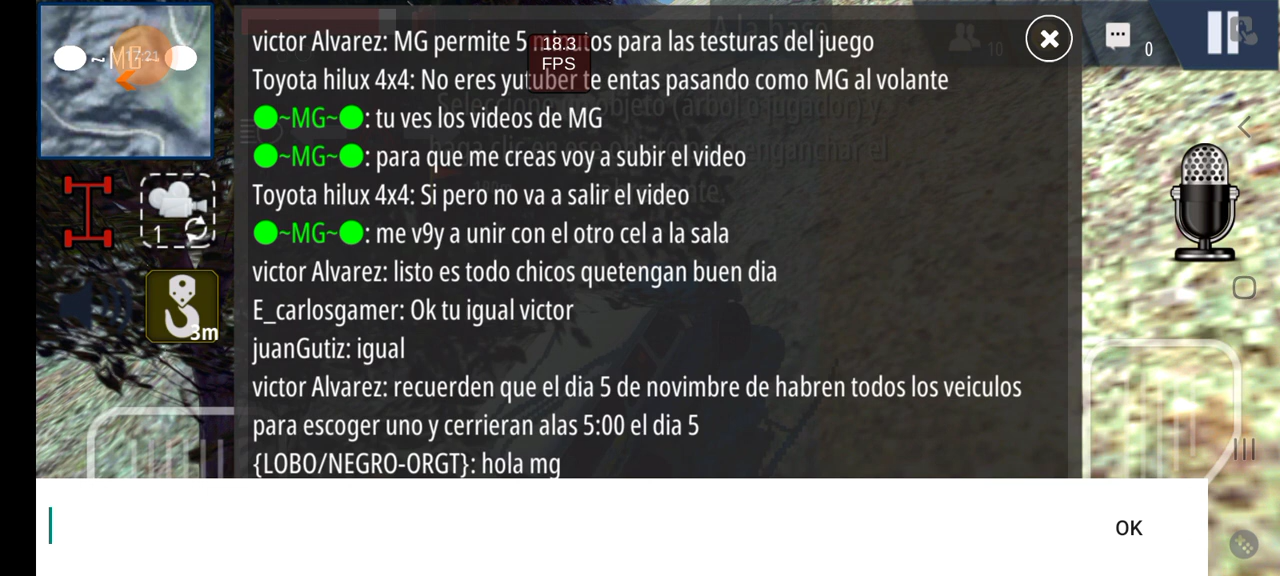 victor Alvarez: MG permite 5 minutos para las testuras del juego
18.3
FPS
Toyota hilux 4x4: No eres yutuber te entas pasando como MG al volante
~MG~: tu ves los videos de MG
~MG~: para que me creas voy a subir el video
Toyota hilux 4x4: Si pero no va a salir el video
~MG~: me v9y a unir con el otro cel a la sala
victor Alvarez: listo es todo chicos quetengan buen dia
E_carlosgamer: Ok tu igual victor
juanGutiz: igual
victor Alvarez: recuerden que el dia 5 de novimbre de habren todos los veiculos
para escoger uno y cerrieran alas 5:00 el dia 5
{LOBO/NEGRO-ORGT}: hola mg
~MG
A la base
10
0
1
3m
OK